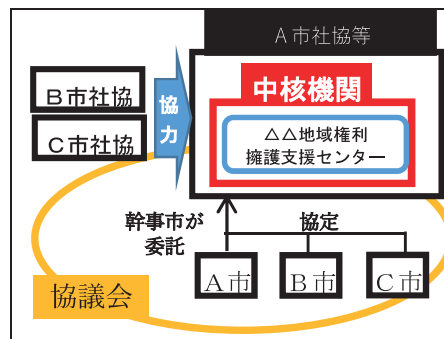 A市社協等
中核機関
B市社協
C市社協
協力
△△地域権利
擁護支援センター
幹事市が
委託
協定
A市
B市
C市
協議会